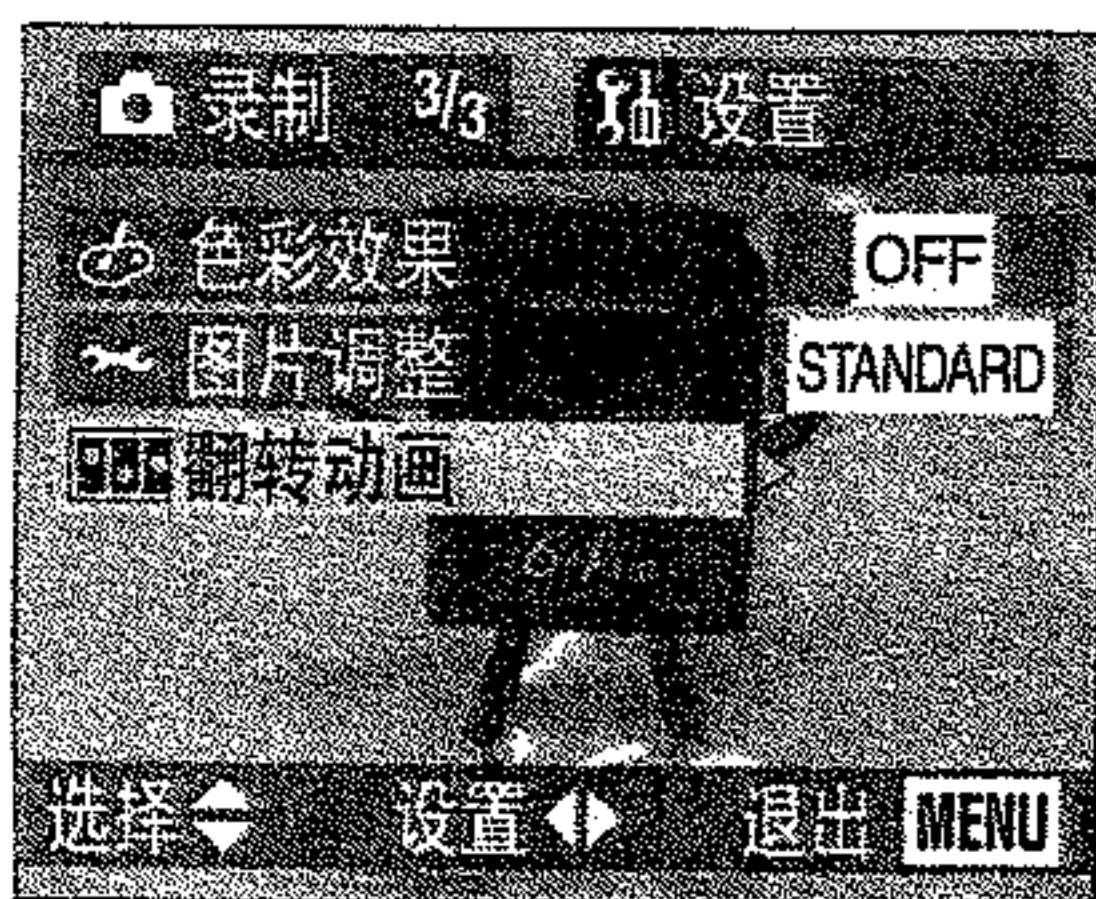 录制 3/3 设置
色彩效果 OFF
图片调整 STANDARD
翻转动画
选择 设置 退出 MENU